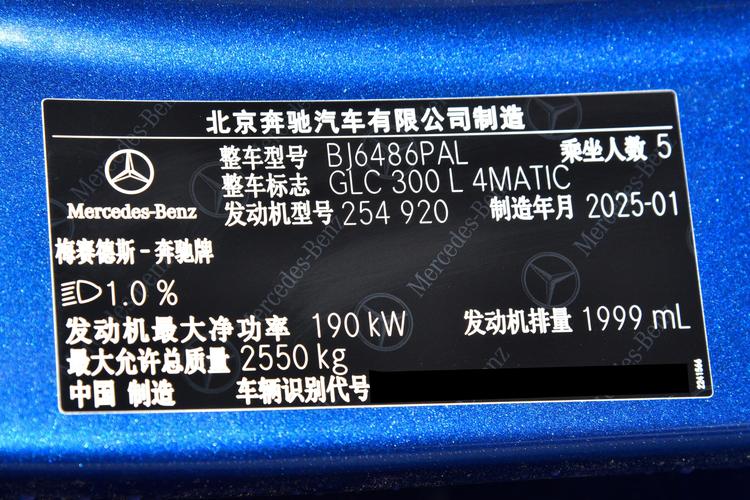 北京奔驰汽车有限公司制造
整车型号 BJ6486PAL 乘坐人数 5
整车标志 GLC 300 L 4MATIC
Mercedes-Benz 发动机型号 254 920 制造年月 2025-01
梅赛德斯-奔驰牌
1.0 %
发动机最大净功率 190 kW 发动机排量 1999 mL
最大允许总质量 2550 kg
中国 制造 车辆识别代号